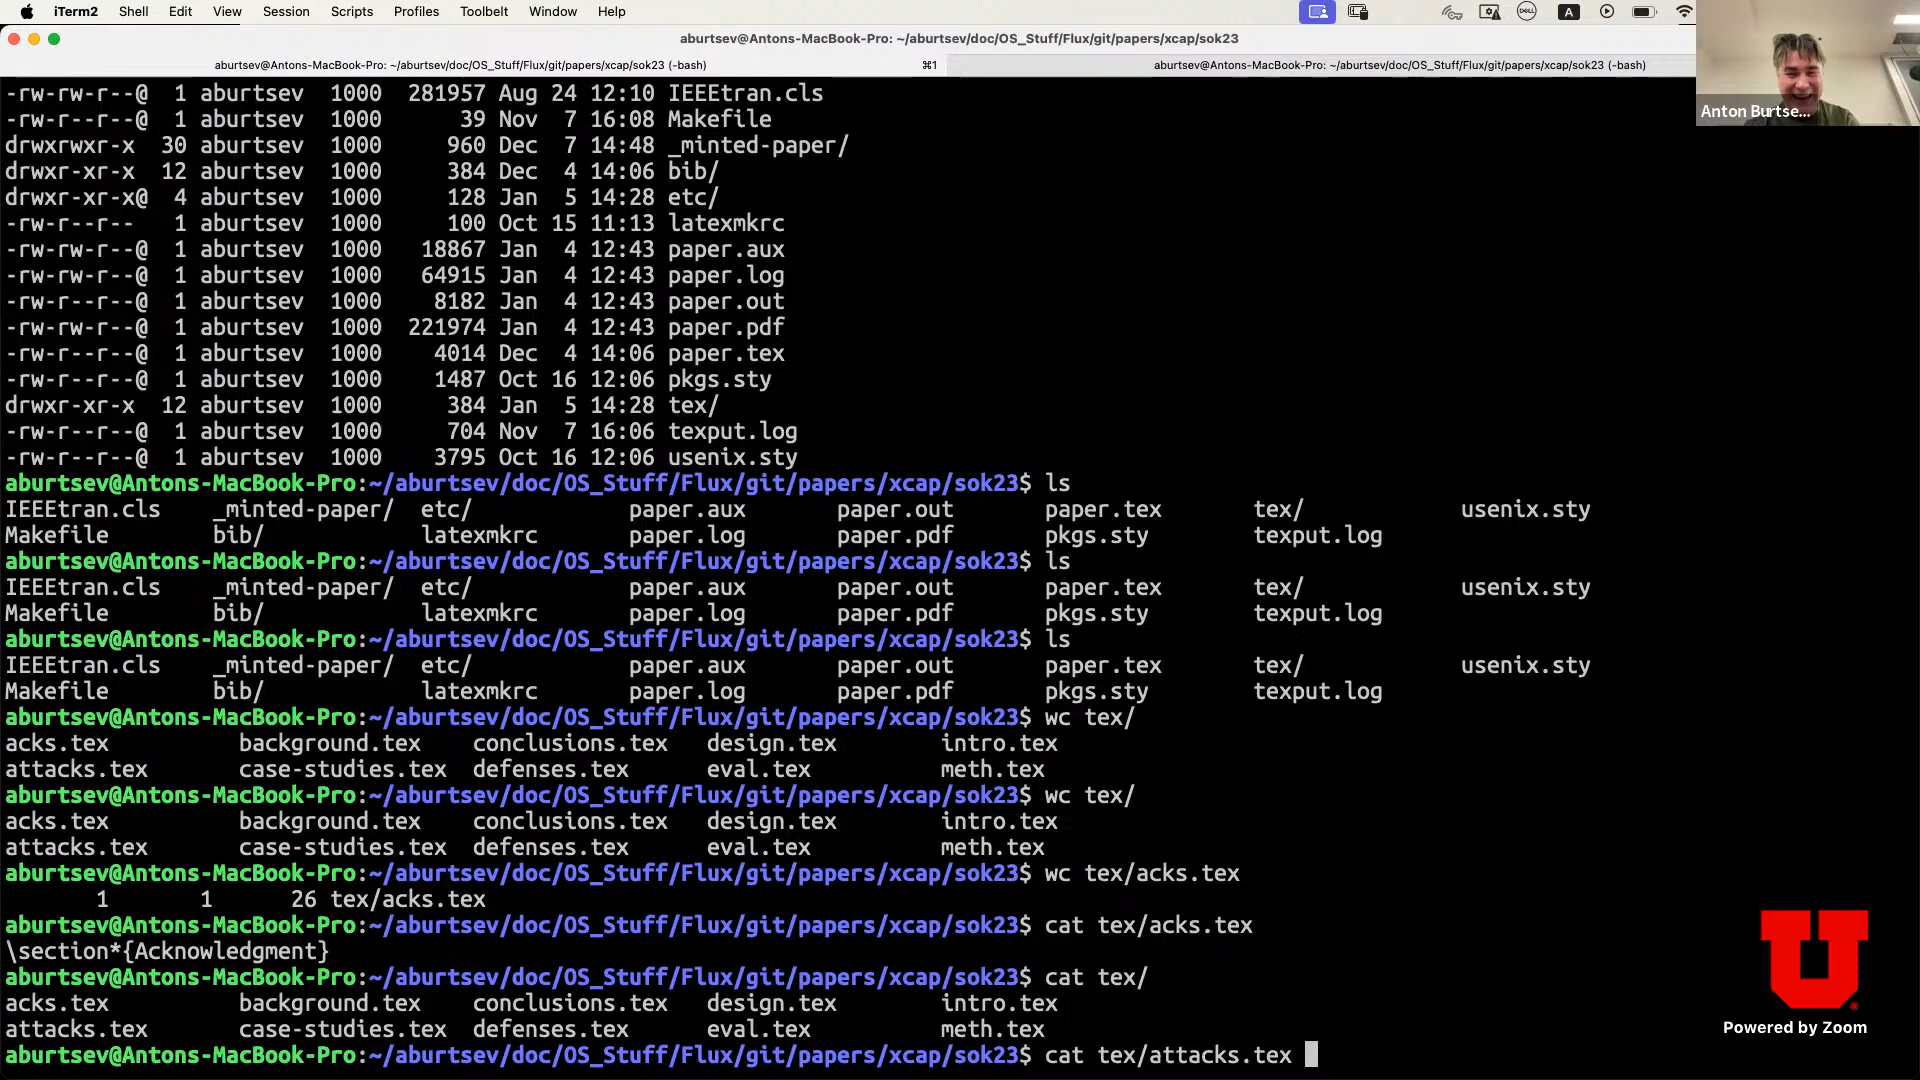 iTerm2 Shell Edit View Session Scripts Profiles Toolbelt Window Help
aburtsev@Antons-MacBook-Pro: ~/aburtsev/doc/OS_Stuff/Flux/git/papers/xcap/sok23
aburtsev@Antons-MacBook-Pro: ~/aburtsev/doc/OS_Stuff/Flux/git/papers/xcap/sok23 (-bash) ⌘1 aburtsev@Antons-MacBook-Pro: ~/aburtsev/doc/OS_Stuff/Flux/git/papers/xcap/sok23 (-bash)
Anton Burtse...
-rw-rw-r--@ 1 aburtsev 1000 281957 Aug 24 12:10 IEEEtran.cls
-rw-r--r--@ 1 aburtsev 1000 39 Nov 7 16:08 Makefile
drwxrwxr-x 30 aburtsev 1000 960 Dec 7 14:48 _minted-paper/
drwxr-xr-x 12 aburtsev 1000 384 Dec 4 14:06 bib/
drwxr-xr-x@ 4 aburtsev 1000 128 Jan 5 14:28 etc/
-rw-r--r-- 1 aburtsev 1000 100 Oct 15 11:13 latexmkrc
-rw-rw-r--@ 1 aburtsev 1000 18867 Jan 4 12:43 paper.aux
-rw-rw-r--@ 1 aburtsev 1000 64915 Jan 4 12:43 paper.log
-rw-r--r--@ 1 aburtsev 1000 8182 Jan 4 12:43 paper.out
-rw-rw-r--@ 1 aburtsev 1000 221974 Jan 4 12:43 paper.pdf
-rw-r--r--@ 1 aburtsev 1000 4014 Dec 4 14:06 paper.tex
-rw-r--r--@ 1 aburtsev 1000 1487 Oct 16 12:06 pkgs.sty
drwxr-xr-x 12 aburtsev 1000 384 Jan 5 14:28 tex/
-rw-r--r--@ 1 aburtsev 1000 704 Nov 7 16:06 texput.log
-rw-r--r--@ 1 aburtsev 1000 3795 Oct 16 12:06 usenix.sty
aburtsev@Antons-MacBook-Pro:~/aburtsev/doc/OS_Stuff/Flux/git/papers/xcap/sok23$ ls
IEEEtran.cls _minted-paper/ etc/ paper.aux paper.out paper.tex tex/ usenix.sty
Makefile bib/ latexmkrc paper.log paper.pdf pkgs.sty texput.log
aburtsev@Antons-MacBook-Pro:~/aburtsev/doc/OS_Stuff/Flux/git/papers/xcap/sok23$ ls
IEEEtran.cls _minted-paper/ etc/ paper.aux paper.out paper.tex tex/ usenix.sty
Makefile bib/ latexmkrc paper.log paper.pdf pkgs.sty texput.log
aburtsev@Antons-MacBook-Pro:~/aburtsev/doc/OS_Stuff/Flux/git/papers/xcap/sok23$ ls
IEEEtran.cls _minted-paper/ etc/ paper.aux paper.out paper.tex tex/ usenix.sty
Makefile bib/ latexmkrc paper.log paper.pdf pkgs.sty texput.log
aburtsev@Antons-MacBook-Pro:~/aburtsev/doc/OS_Stuff/Flux/git/papers/xcap/sok23$ wc tex/
acks.tex background.tex conclusions.tex design.tex intro.tex
attacks.tex case-studies.tex defenses.tex eval.tex meth.tex
aburtsev@Antons-MacBook-Pro:~/aburtsev/doc/OS_Stuff/Flux/git/papers/xcap/sok23$ wc tex/
acks.tex background.tex conclusions.tex design.tex intro.tex
attacks.tex case-studies.tex defenses.tex eval.tex meth.tex
aburtsev@Antons-MacBook-Pro:~/aburtsev/doc/OS_Stuff/Flux/git/papers/xcap/sok23$ wc tex/acks.tex
1 1 26 tex/acks.tex
aburtsev@Antons-MacBook-Pro:~/aburtsev/doc/OS_Stuff/Flux/git/papers/xcap/sok23$ cat tex/acks.tex
\section*{Acknowledgment}
aburtsev@Antons-MacBook-Pro:~/aburtsev/doc/OS_Stuff/Flux/git/papers/xcap/sok23$ cat tex/
acks.tex background.tex conclusions.tex design.tex intro.tex
attacks.tex case-studies.tex defenses.tex eval.tex meth.tex
aburtsev@Antons-MacBook-Pro:~/aburtsev/doc/OS_Stuff/Flux/git/papers/xcap/sok23$ cat tex/attacks.tex
U
Powered by Zoom